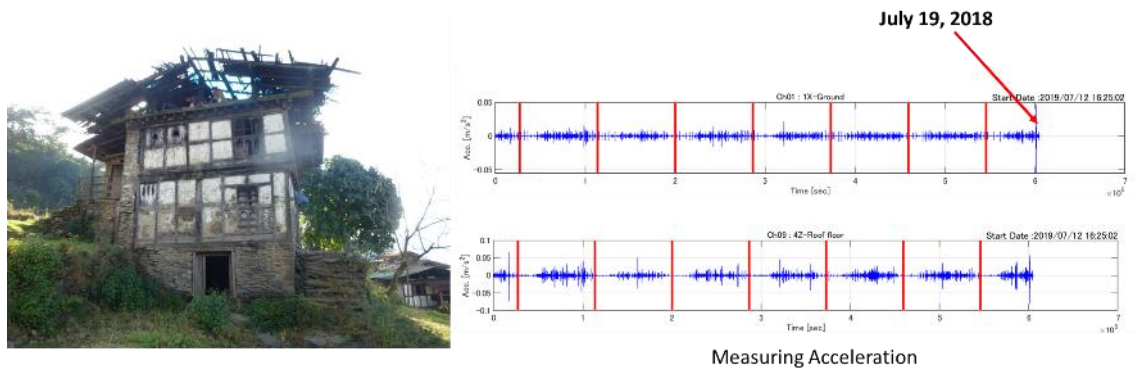 July 19, 2018
Ch01 : 1X-Ground
Start Date :2019/07/12 16:25:02
Acc. [m/s²]
0.05
0
-0.05
0 1 2 3 4 5 6 7
×10⁵
Time [sec]
Ch09 : 4Z-Roof floor
Start Date :2019/07/12 16:25:02
Acc. [m/s²]
0.1
0.05
0
-0.05
-0.1
0 1 2 3 4 5 6 7
×10⁵
Time [sec]
Measuring Acceleration